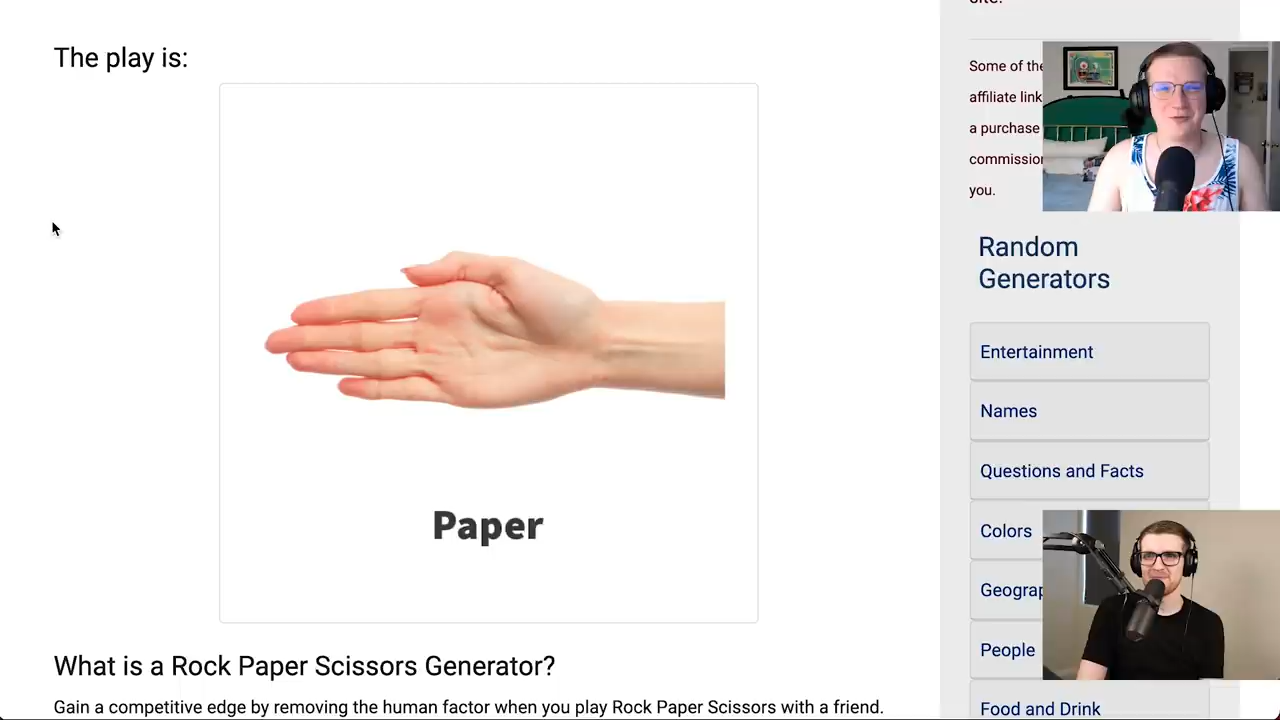 The play is:
Paper
What is a Rock Paper Scissors Generator?
Gain a competitive edge by removing the human factor when you play Rock Paper Scissors with a friend.
Some of the
affiliate link
a purchase
commission
you.
Random
Generators
Entertainment
Names
Questions and Facts
Colors
People
Food and Drink